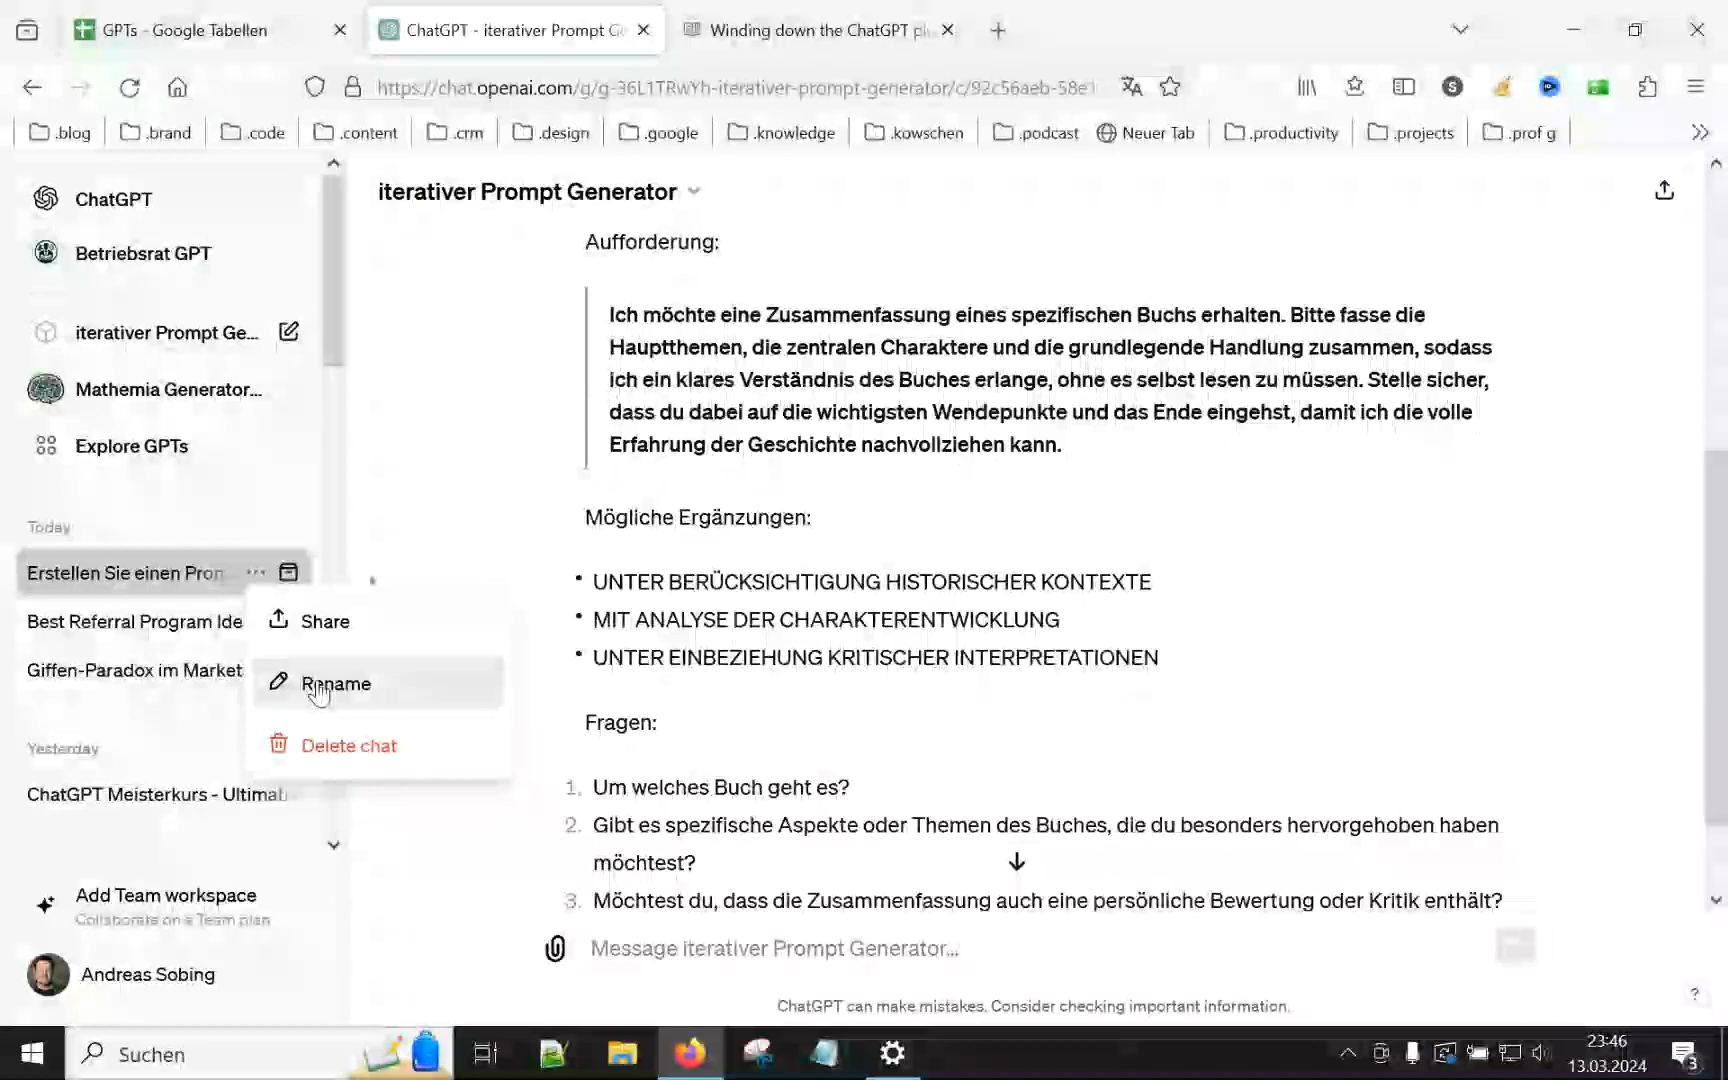 GPTs - Google Tabellen
ChatGPT - iterativer Prompt G
Winding down the ChatGPT pl
https://chat.openai.com/g/g-36L1TRwYh-iterativer-prompt-generator/c/92c56aeb-58e1
S
.blog
.brand
.code
.content
.crm
.design
.google
.knowledge
.kowschen
.podcast
Neuer Tab
.productivity
.projects
.prof g
ChatGPT
Betriebsrat GPT
iterativer Prompt Ge...
Mathemia Generator...
Explore GPTs
Today
Erstellen Sie einen Pron ...
Best Referral Program Ide
Giffen-Paradox im Market
Yesterday
ChatGPT Meisterkurs - Ultimat
Share
Rename
Delete chat
Add Team workspace
Collaborate on a Team plan
Andreas Sobing
iterativer Prompt Generator
Aufforderung:
Ich möchte eine Zusammenfassung eines spezifischen Buchs erhalten. Bitte fasse die
Hauptthemen, die zentralen Charaktere und die grundlegende Handlung zusammen, sodass
ich ein klares Verständnis des Buches erlange, ohne es selbst lesen zu müssen. Stelle sicher,
dass du dabei auf die wichtigsten Wendepunkte und das Ende eingehst, damit ich die volle
Erfahrung der Geschichte nachvollziehen kann.
Mögliche Ergänzungen:
• UNTER BERÜCKSICHTIGUNG HISTORISCHER KONTEXTE
• MIT ANALYSE DER CHARAKTERENTWICKLUNG
• UNTER EINBEZIEHUNG KRITISCHER INTERPRETATIONEN
Fragen:
1. Um welches Buch geht es?
2. Gibt es spezifische Aspekte oder Themen des Buches, die du besonders hervorgehoben haben
möchtest?
3. Möchtest du, dass die Zusammenfassung auch eine persönliche Bewertung oder Kritik enthält?
Message iterativer Prompt Generator...
ChatGPT can make mistakes. Consider checking important information.
?
Suchen
23:46
13.03.2024
3